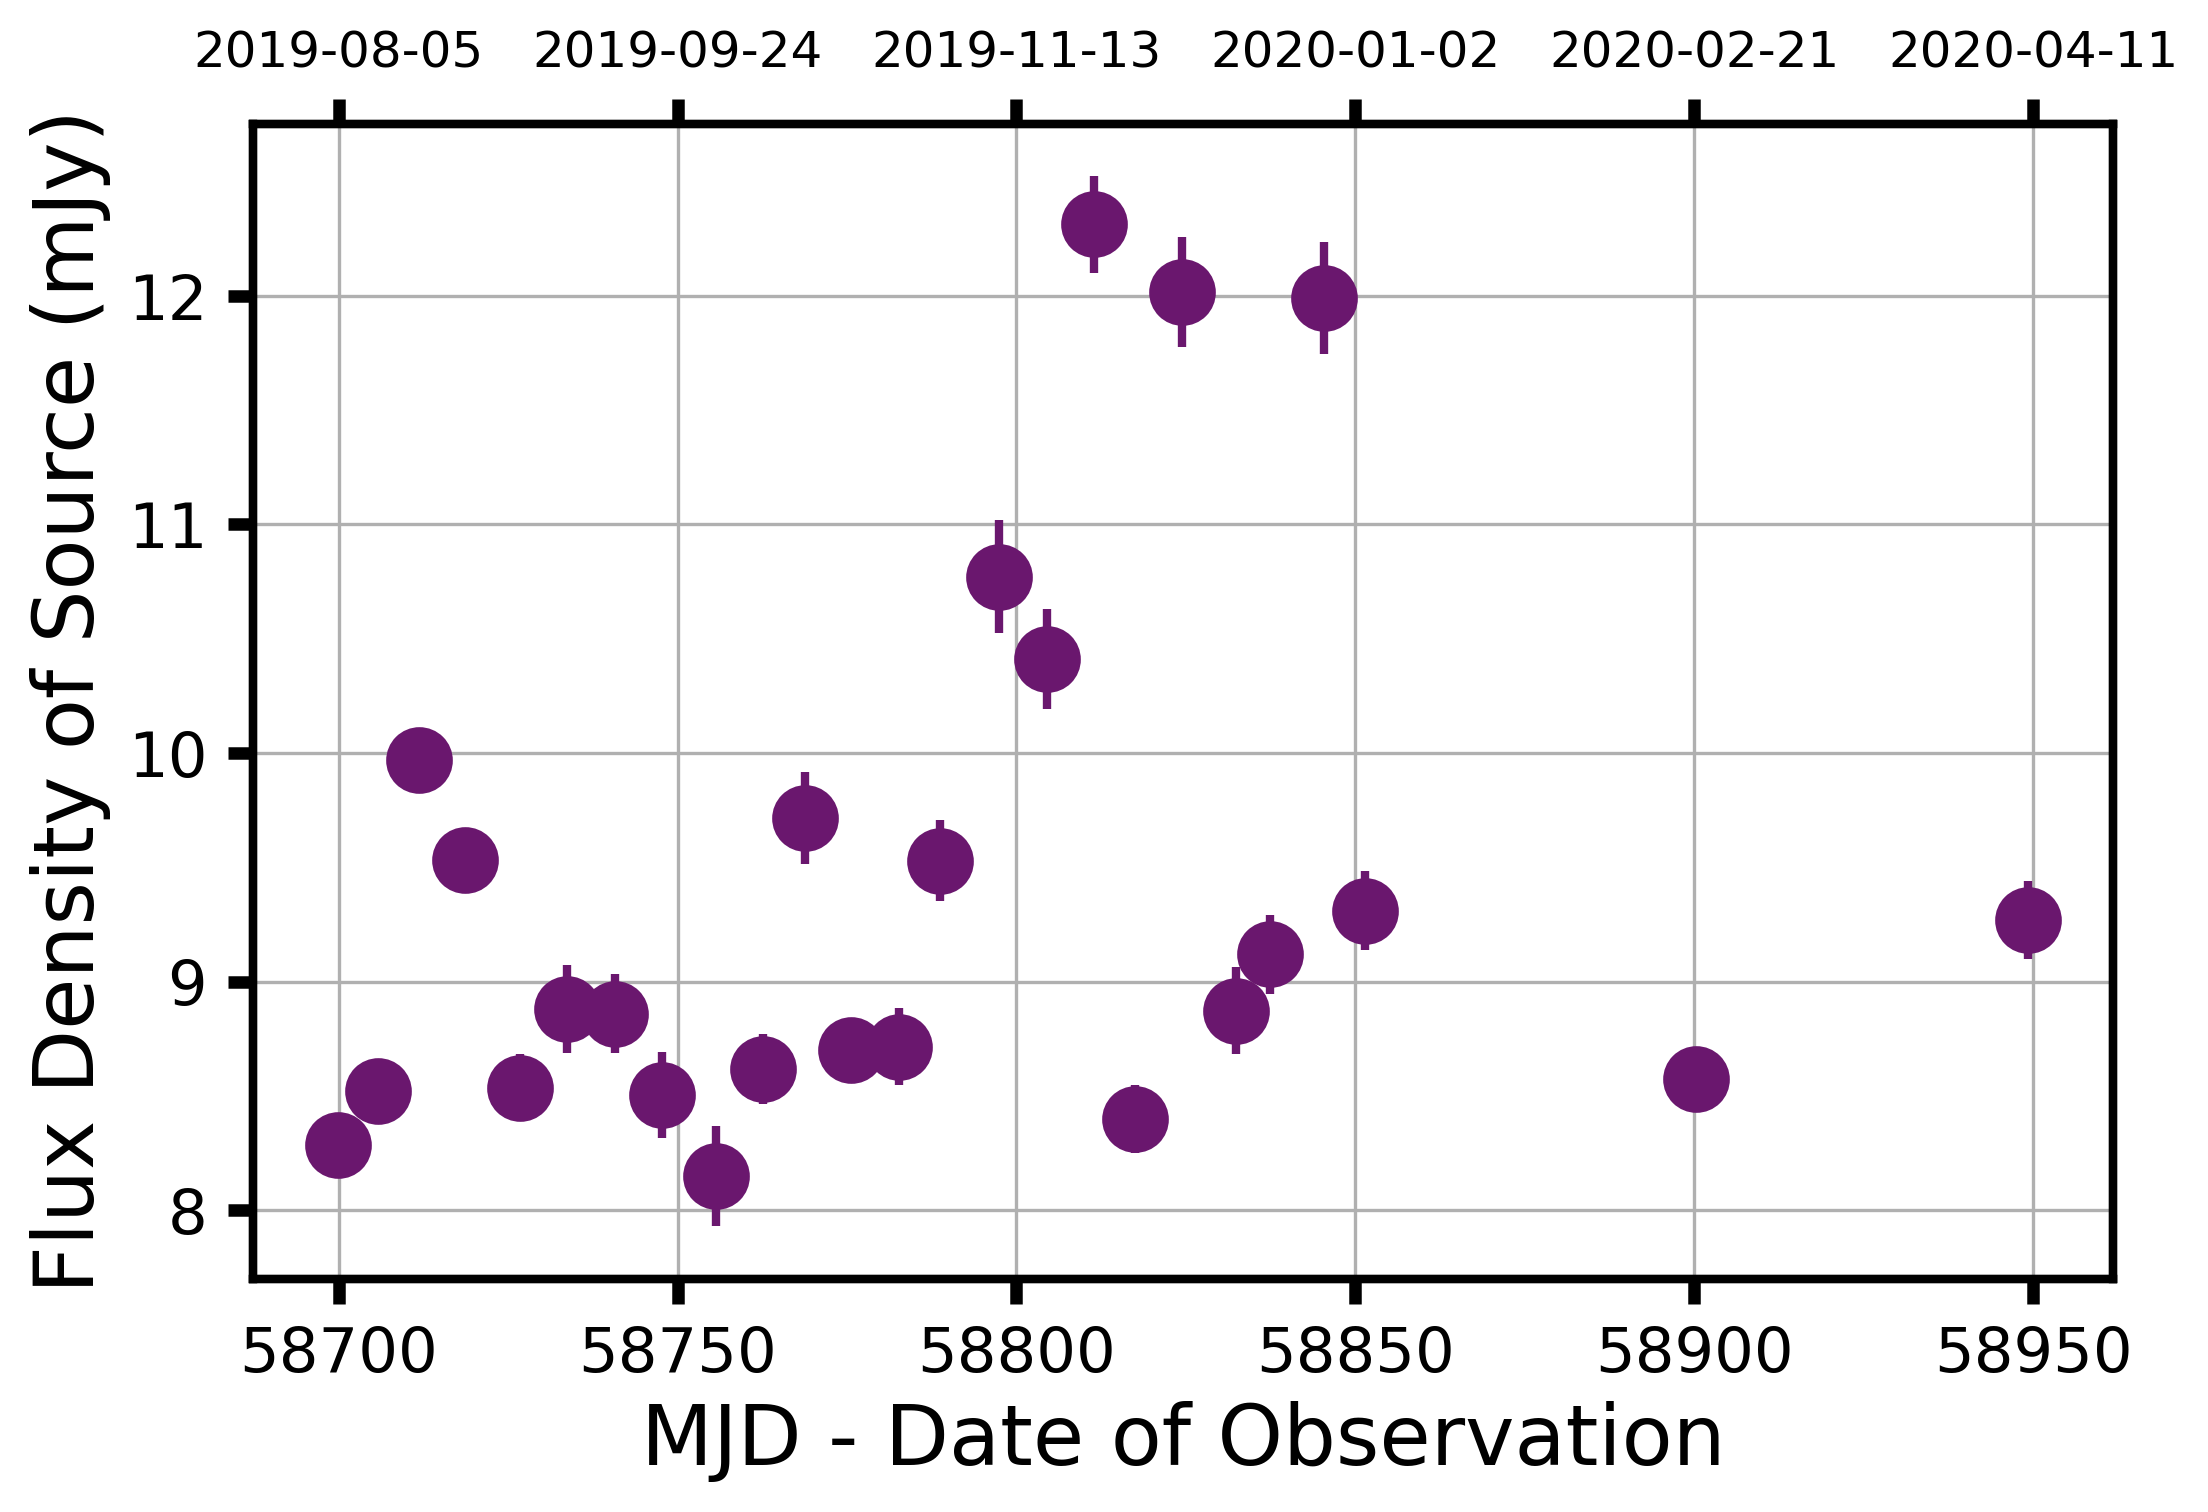 2019-08-05 2019-09-24 2019-11-13 2020-01-02 2020-02-21 2020-04-11
Flux Density of Source (mJy)
12
11
10
9
8
58700 58750 58800 58850 58900 58950
MJD - Date of Observation